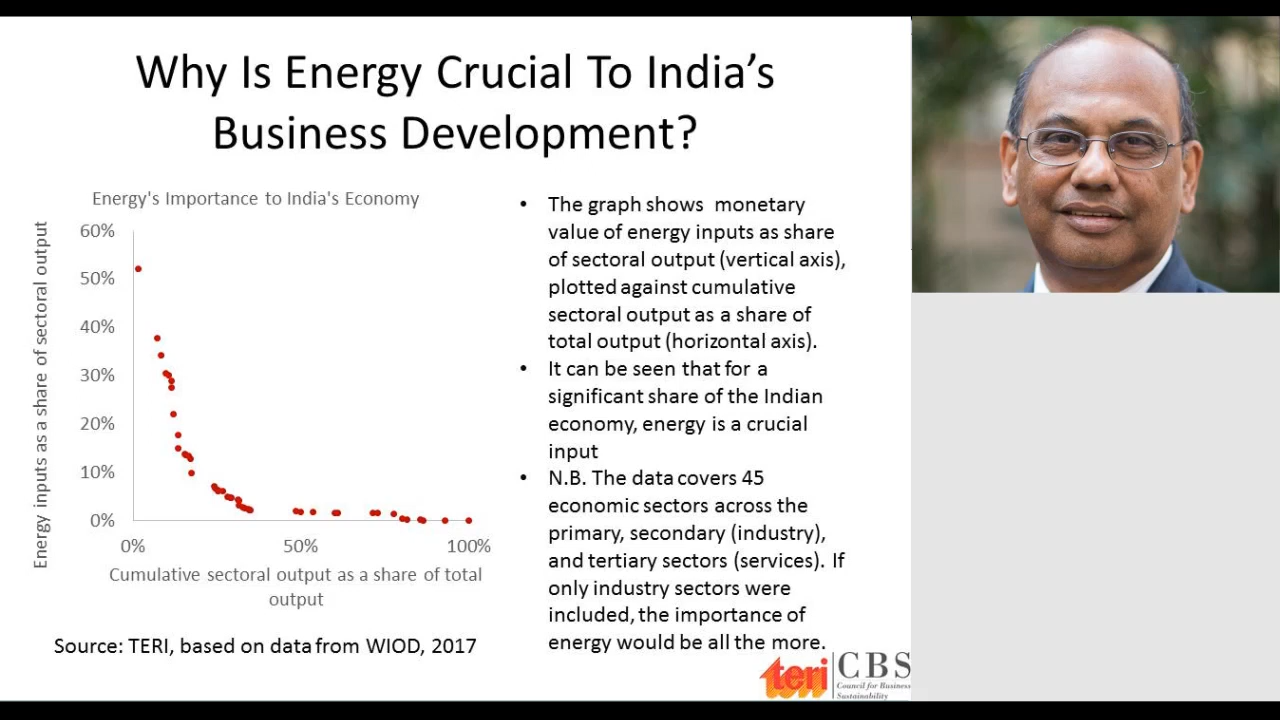 Why Is Energy Crucial To India's
Business Development?
Energy's Importance to India's Economy
Energy inputs as a share of sectoral output
60%
50%
40%
30%
20%
10%
0%
0%
50%
100%
Cumulative sectoral output as a share of total
output
Source: TERI, based on data from WIOD, 2017
• The graph shows monetary
value of energy inputs as share
of sectoral output (vertical axis),
plotted against cumulative
sectoral output as a share of
total output (horizontal axis).
• It can be seen that for a
significant share of the Indian
economy, energy is a crucial
input
• N.B. The data covers 45
economic sectors across the
primary, secondary (industry),
and tertiary sectors (services). If
only industry sectors were
included, the importance of
energy would be all the more.
teri
CBS
Council for Business
Sustainability